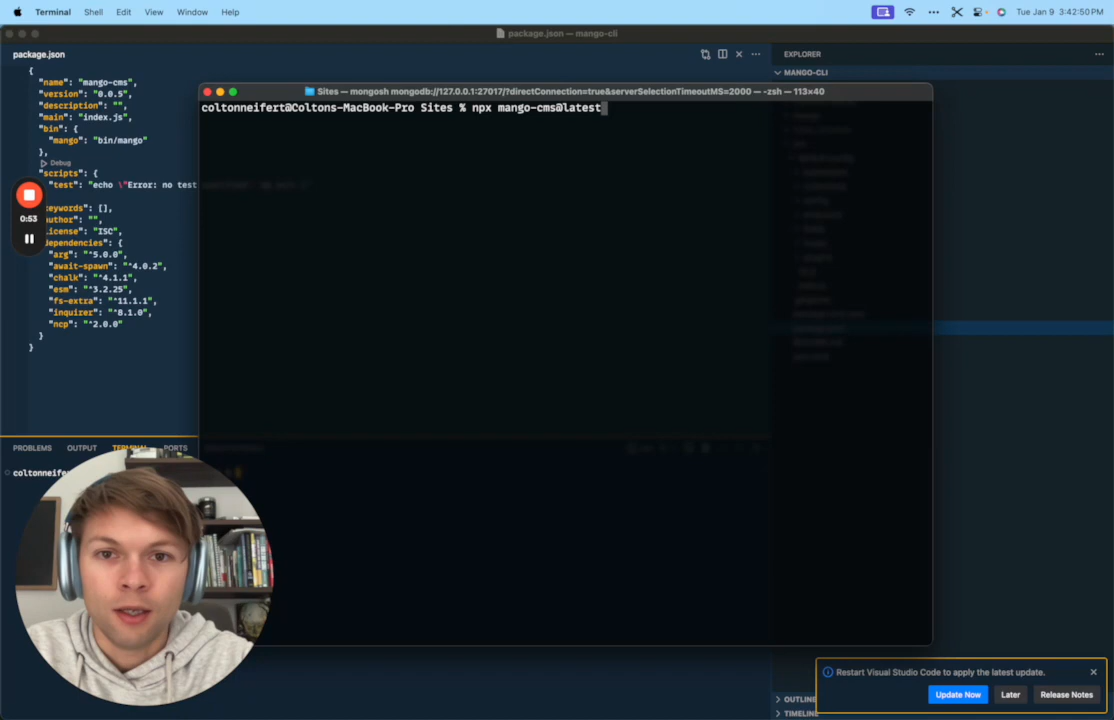 Terminal Shell Edit View Window Help
Tue Jan 9 3:42:50 PM
package.json — mango-cli
package.json
EXPLORER
MANGO-CLI
{
"name": "mango-cms",
"version": "0.0.5",
"description": "",
"main": "index.js",
"bin": {
"mango": "bin/mango"
},
Debug
"scripts": {
"test": "echo \"Error: no test
keywords": [],
author": "",
license": "ISC",
dependencies": {
"arg": "^5.0.0",
"await-spawn": "^4.0.2",
"chalk": "^4.1.1",
"esm": "^3.2.25",
"fs-extra": "^11.1.1",
"inquirer": "^8.1.0",
"ncp": "^2.0.0"
}
}
0:53
Sites — mongosh mongodb://127.0.0.1:27017/?directConnection=true&serverSelectionTimeoutMS=2000 — -zsh — 113×40
coltonneifert@Coltons-MacBook-Pro Sites % npx mango-cms@latest
PROBLEMS OUTPUT TERMINAL PORTS
coltonneifer
Restart Visual Studio Code to apply the latest update.
Update Now Later Release Notes
OUTLINE
TIMELINE